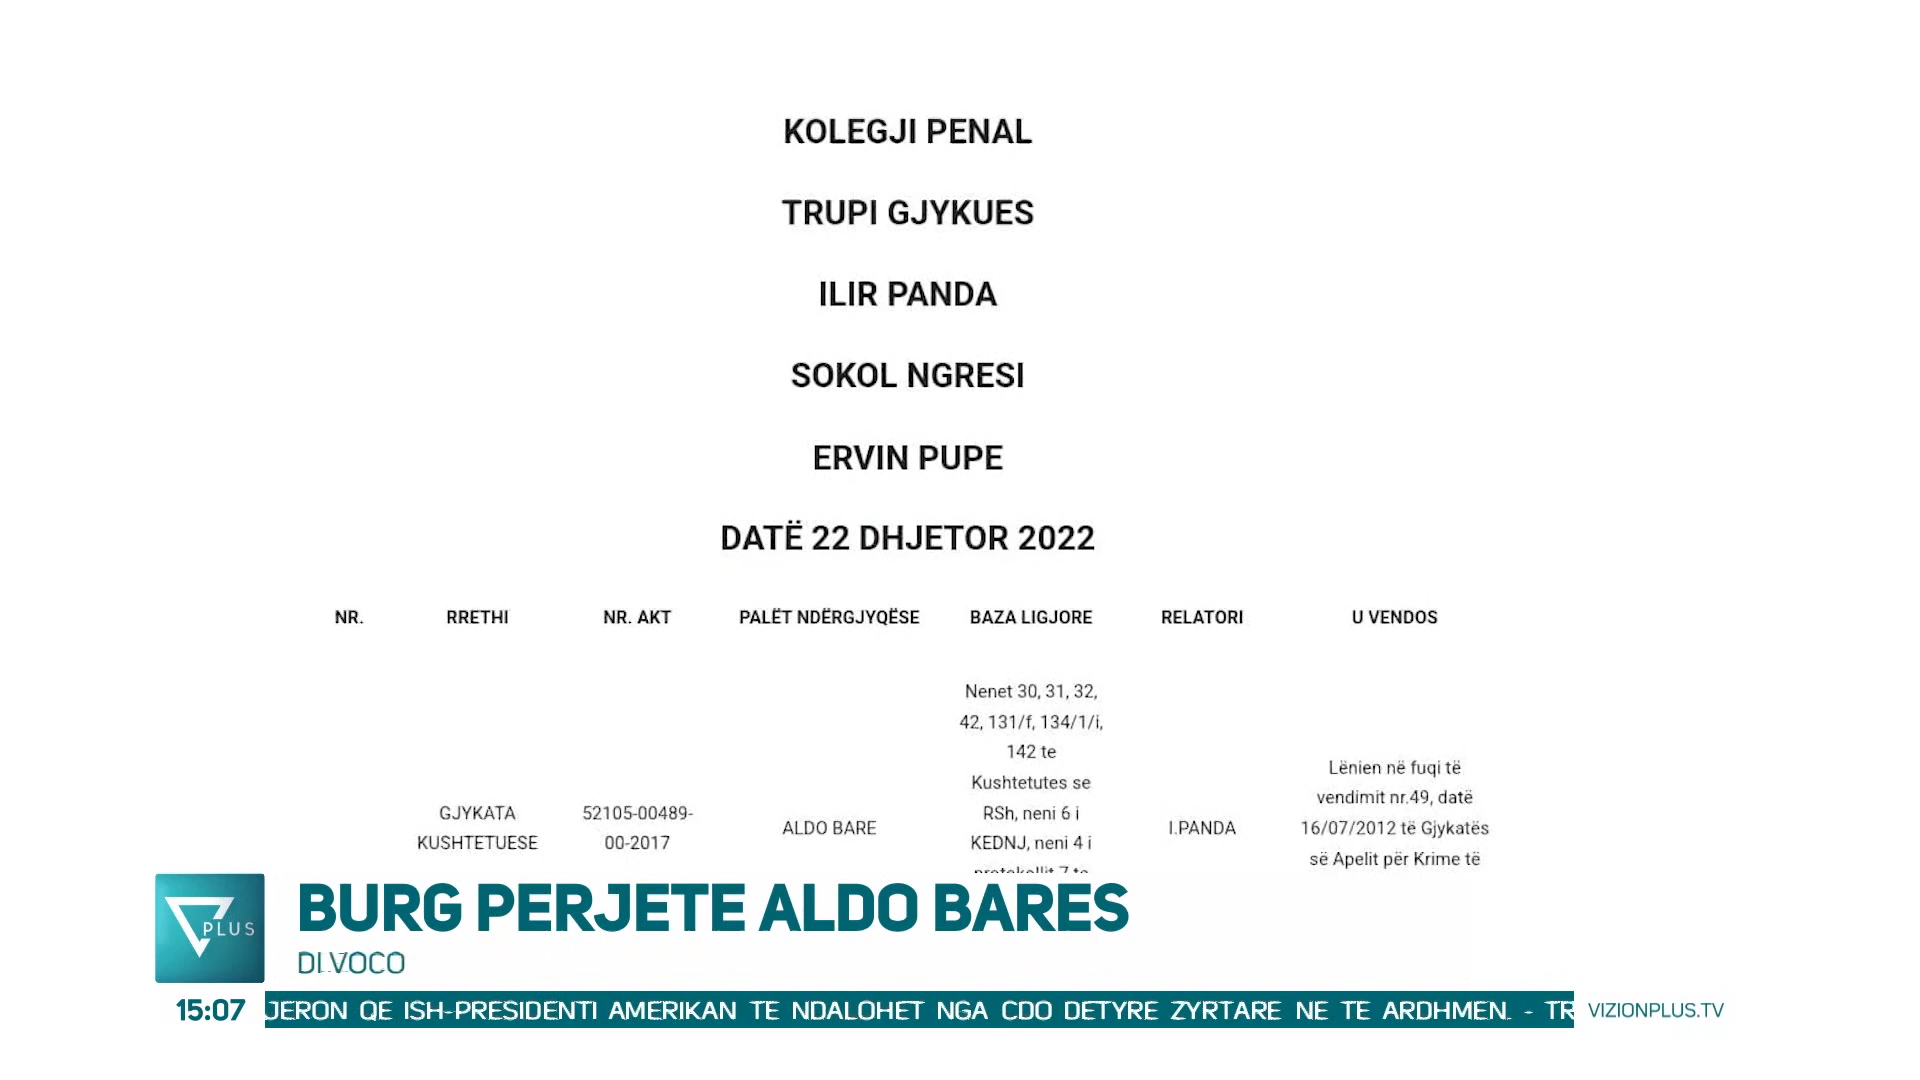 KOLEGJI PENAL
TRUPI GJYKUES
ILIR PANDA
SOKOL NGRESI
ERVIN PUPE
DATË 22 DHJETOR 2022
NR. RRETHI NR. AKT PALËT NDËRGJYQËSE BAZA LIGJORE RELATORI U VENDOS
GJYKATA
KUSHTETUESE
52105-00489-
00-2017
ALDO BARE
Nenet 30, 31, 32,
42, 131/f, 134/1/i,
142 te
Kushtetutes se
RSh, neni 6 i
KEDNJ, neni 4 i
protokollit 7 te
I.PANDA
Lënien në fuqi të
vendimit nr.49, datë
16/07/2012 të Gjykatës
së Apelit për Krime të
PLUS
BURG PERJETE ALDO BARES
DI.VOCO
15:07
JERON QE ISH-PRESIDENTI AMERIKAN TE NDALOHET NGA CDO DETYRE ZYRTARE NE TE ARDHMEN. - TR
VIZIONPLUS.TV